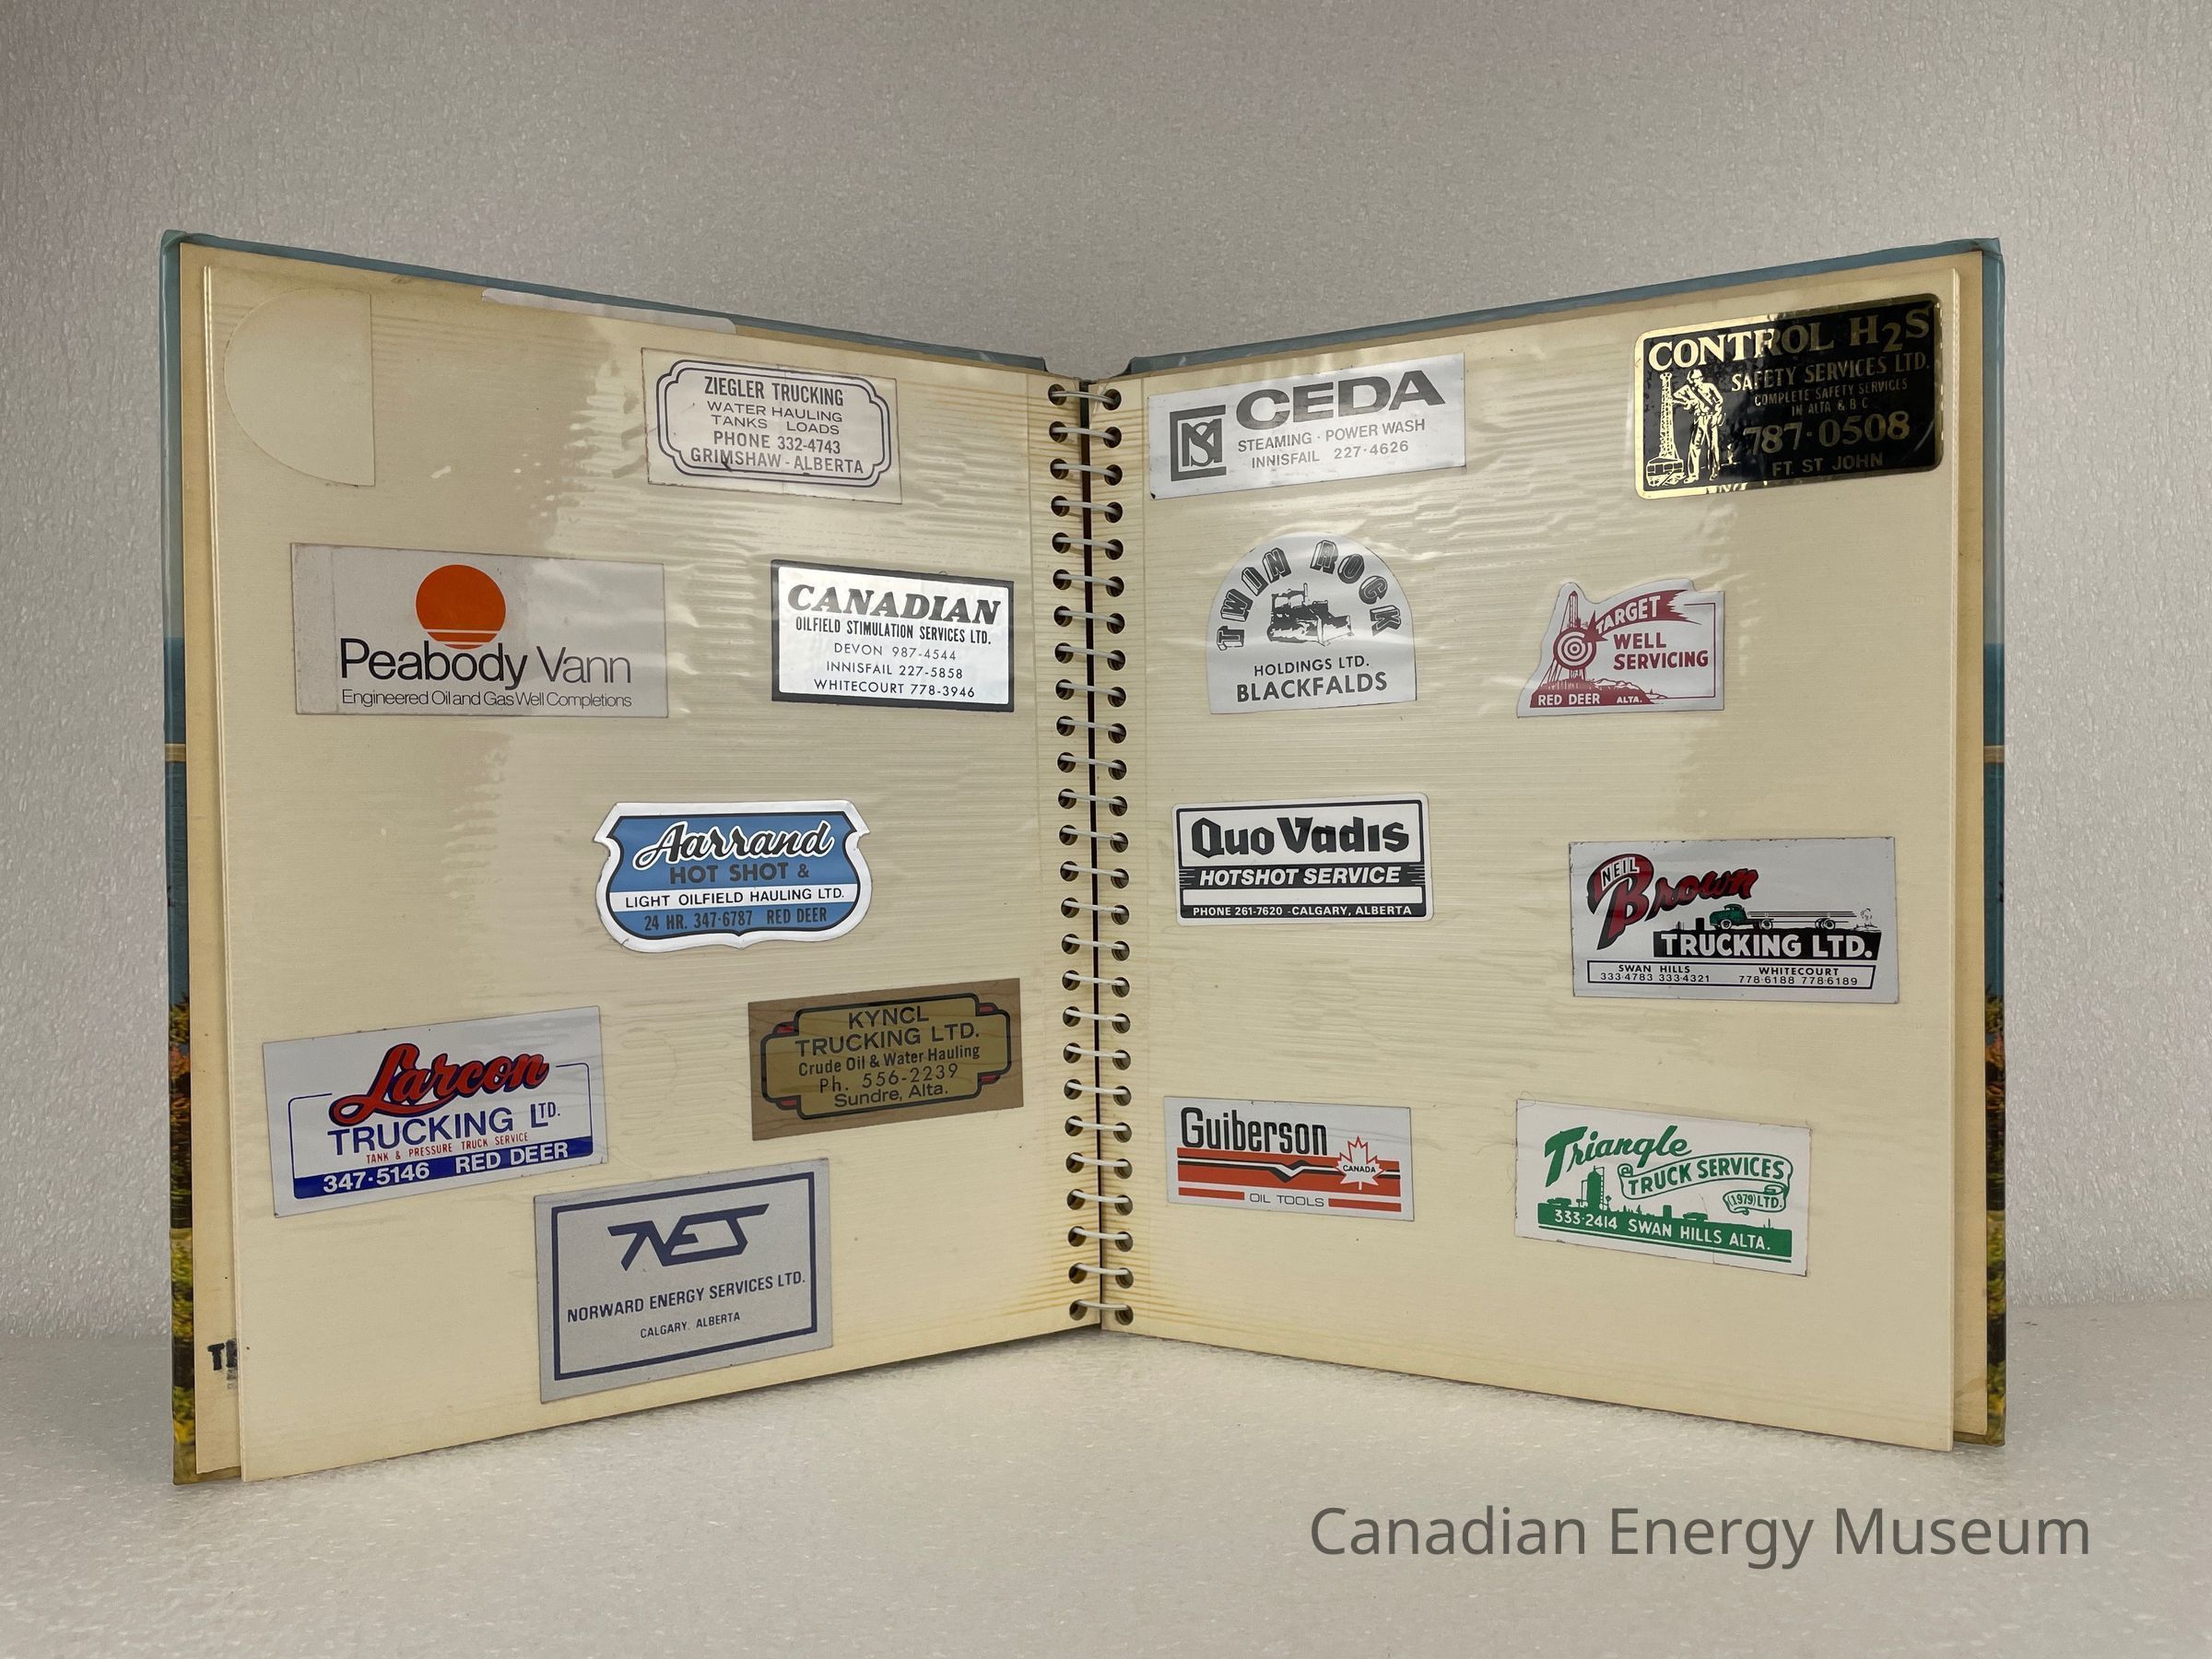 ZIEGLER TRUCKING
WATER HAULING
TANKS LOADS
PHONE 332-4743
GRIMSHAW - ALBERTA
Peabody Vann
Engineered Oil and Gas Well Completions
CANADIAN
OILFIELD STIMULATION SERVICES LTD.
DEVON 987-4544
INNISFAIL 227-5858
WHITECOURT 778-3946
Aarrand
HOT SHOT &
LIGHT OILFIELD HAULING LTD.
24 HR. 347·6787 RED DEER
Larcon
TRUCKING LTD.
TANK & PRESSURE TRUCK SERVICE
347·5146 RED DEER
KYNCL
TRUCKING LTD.
Crude Oil & Water Hauling
Ph. 556-2239
Sundre, Alta.
NES
NORWARD ENERGY SERVICES LTD.
CALGARY, ALBERTA
CEDA
STEAMING · POWER WASH
INNISFAIL 227·4626
CONTROL H2S
SAFETY SERVICES LTD.
COMPLETE SAFETY SERVICES
IN ALTA & B C
787·0508
FT. ST JOHN
TWIN ROCK
HOLDINGS LTD.
BLACKFALDS
TARGET
WELL
SERVICING
RED DEER ALTA.
Quo Vadis
HOTSHOT SERVICE
PHONE 261-7620 - CALGARY, ALBERTA
NEIL
Brown
TRUCKING LTD.
SWAN HILLS WHITECOURT
333·4783 333·4321 778·6188 778·6189
Guiberson
CANADA
OIL TOOLS
Triangle
TRUCK SERVICES
(1979) LTD.
333·2414 SWAN HILLS ALTA.
Canadian Energy Museum